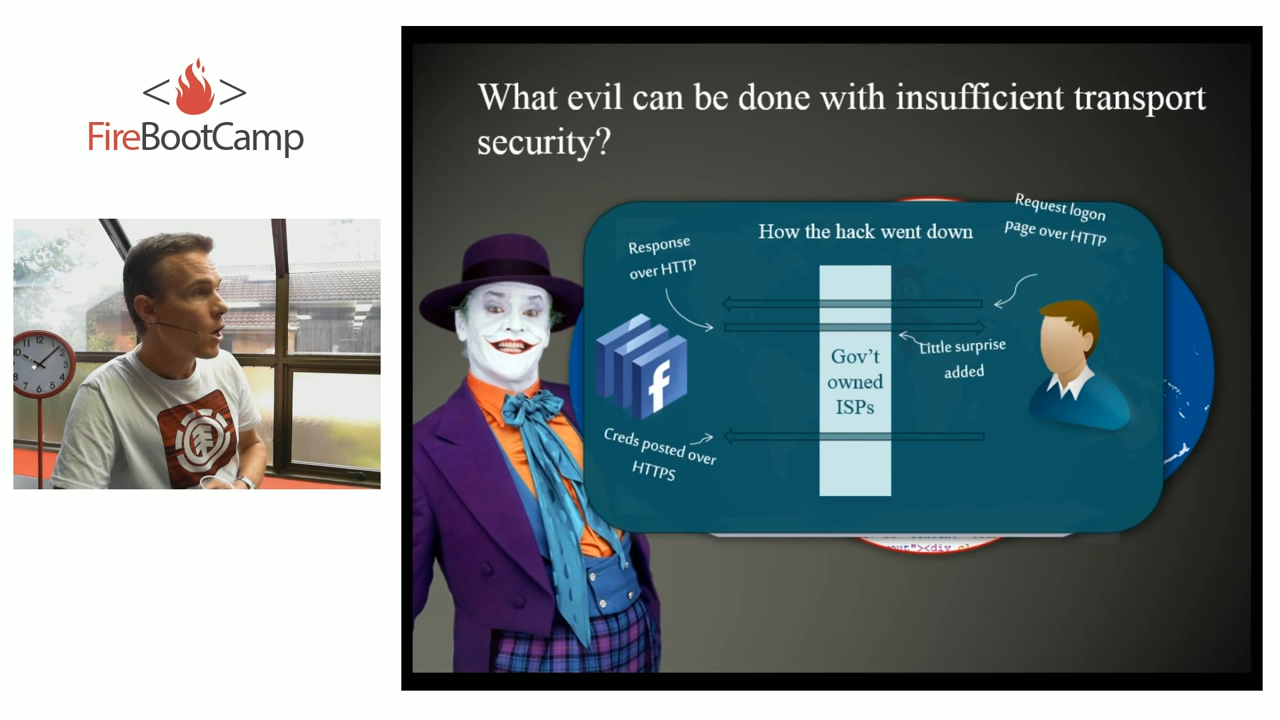 FireBootCamp
What evil can be done with insufficient transport
security?
How the hack went down
Request logon
page over HTTP
Response
over HTTP
Little surprise
added
Gov't
owned
ISPs
f
Creds posted over
HTTPS